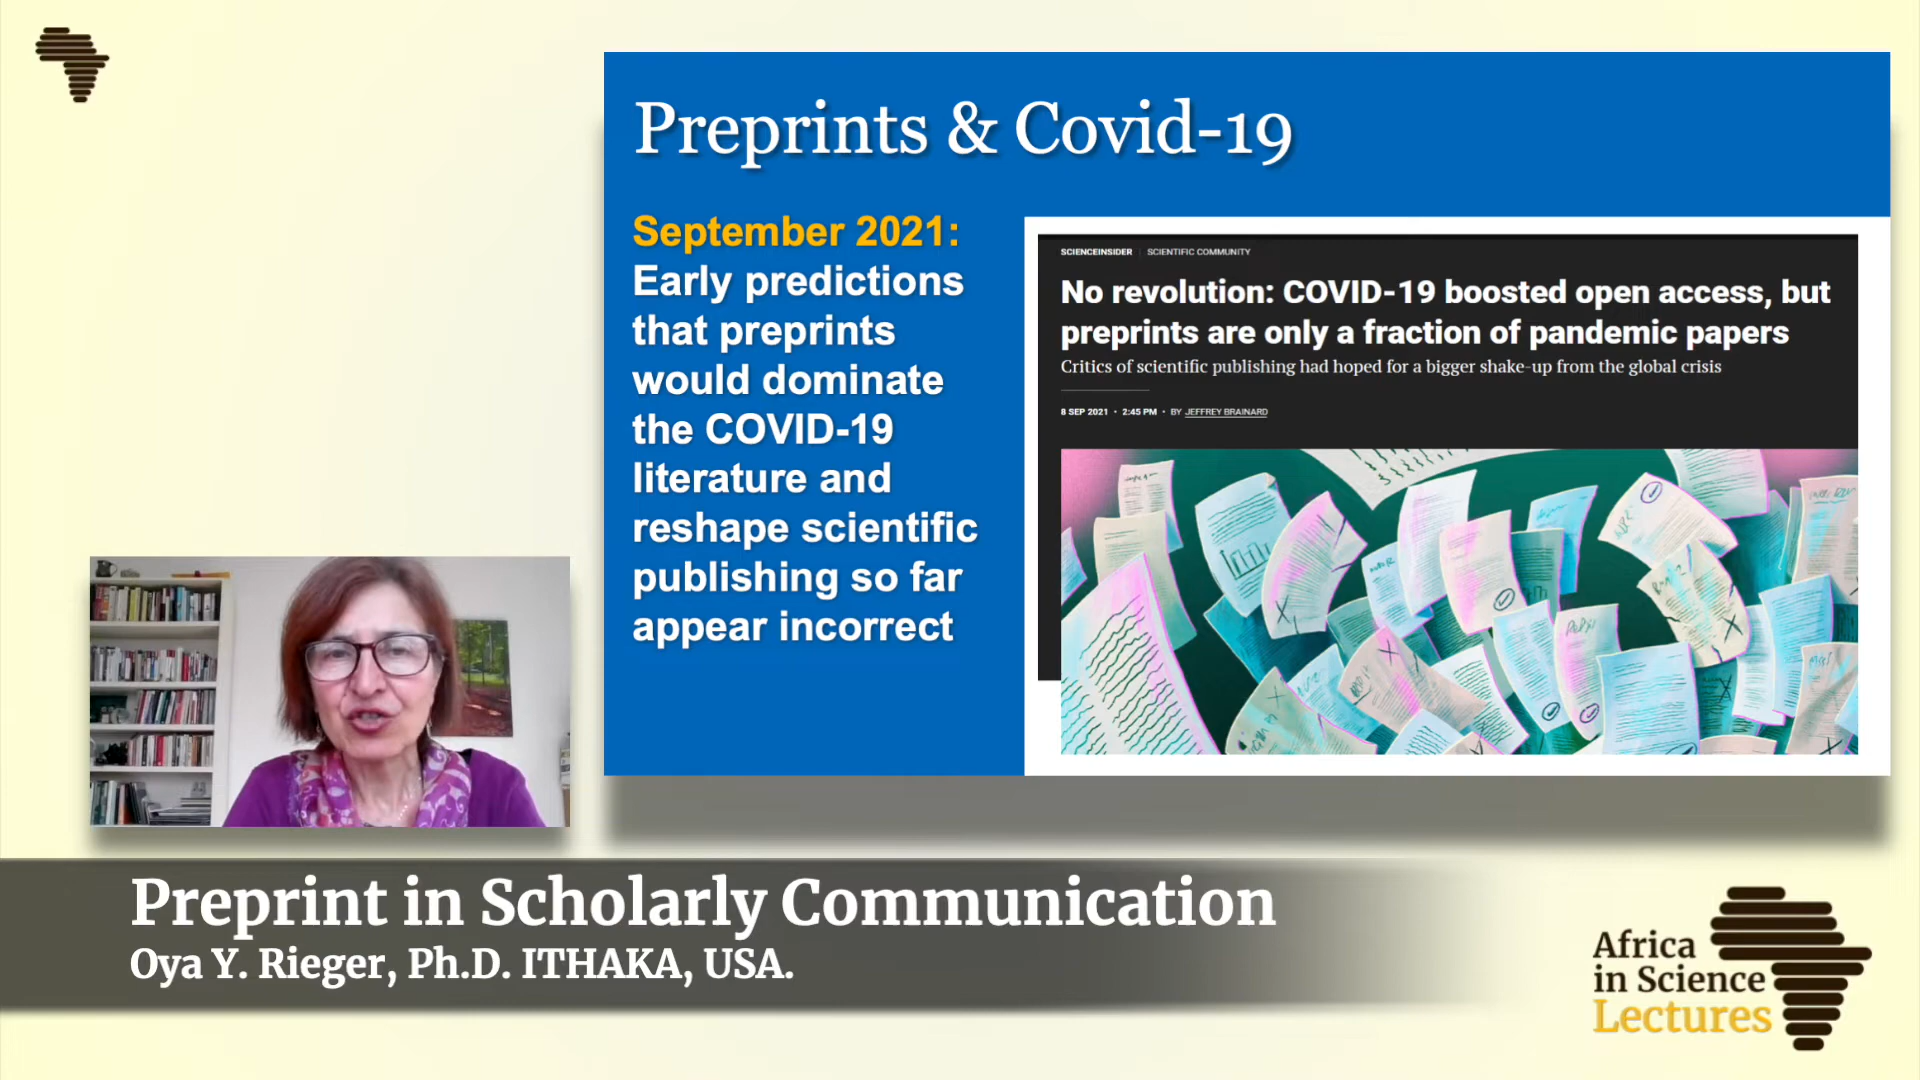 Preprints & Covid-19
September 2021:
Early predictions
that preprints
would dominate
the COVID-19
literature and
reshape scientific
publishing so far
appear incorrect
SCIENCEINSIDER | SCIENTIFIC COMMUNITY
No revolution: COVID-19 boosted open access, but
preprints are only a fraction of pandemic papers
Critics of scientific publishing had hoped for a bigger shake-up from the global crisis
8 SEP 2021 • 2:45 PM • BY JEFFREY BRAINARD
Preprint in Scholarly Communication
Oya Y. Rieger, Ph.D. ITHAKA, USA.
Africa
in Science
Lectures